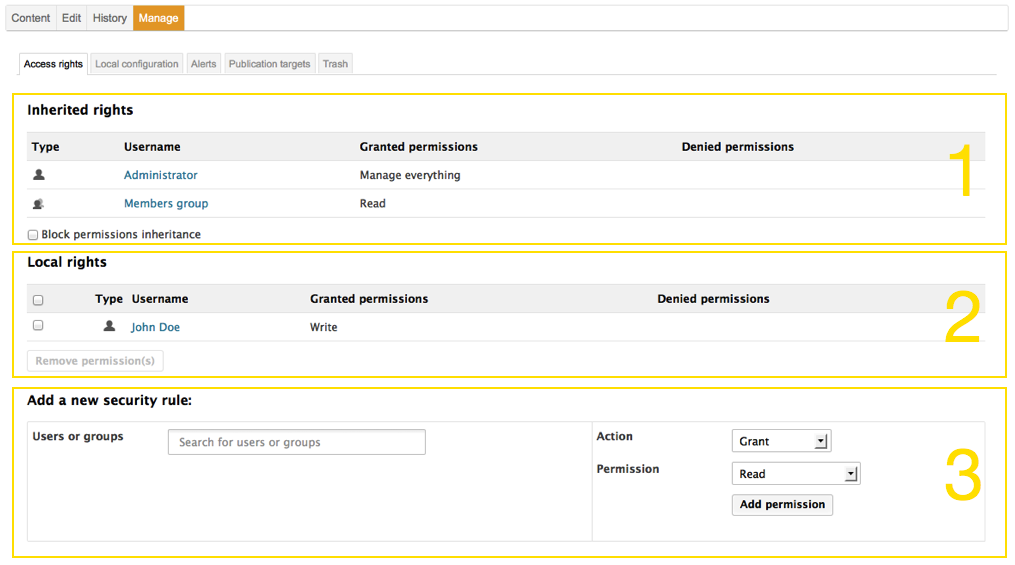 Content Edit History Manage
Access rights Local configuration Alerts Publication targets Trash
Inherited rights
Type Username Granted permissions Denied permissions
Administrator Manage everything
Members group Read
Block permissions inheritance
1
Local rights
Type Username Granted permissions Denied permissions
John Doe Write
Remove permission(s)
2
Add a new security rule:
Users or groups Search for users or groups Action Grant
Permission Read
Add permission
3